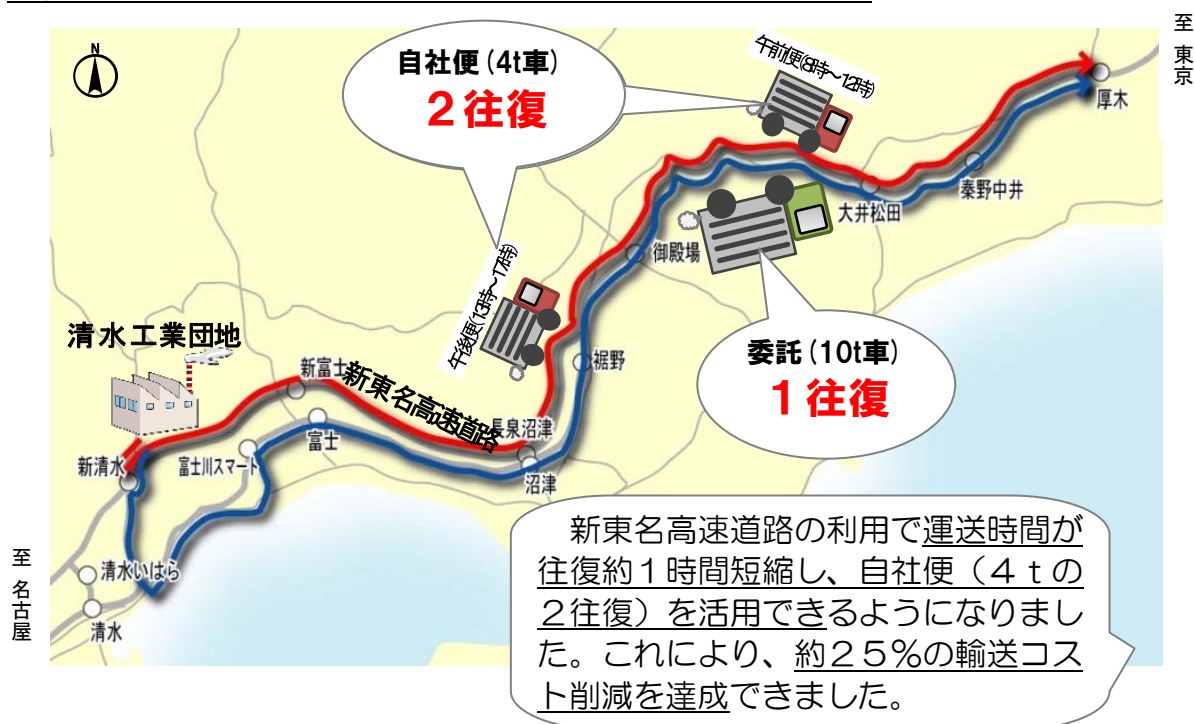 至 東京
N
自社便(4t車)
2往復
午前便(8時〜12時)
厚木
秦野中井
大井松田
御殿場
午後便(13時〜17時)
委託(10t車)
1往復
清水工業団地
裾野
新富士
新東名高速道路
長泉沼津
富士
沼津
新清水
富士川スマート
清水いはら
清水
至 名古屋
新東名高速道路の利用で運送時間が
往復約1時間短縮し、自社便(4tの
2往復)を活用できるようになりまし
た。これにより、約25%の輸送コス
ト削減を達成できました。